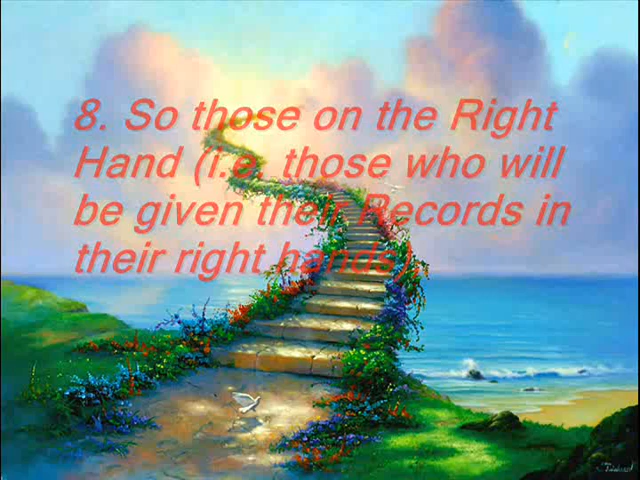 8. So those on the Right
Hand (i.e. those who will
be given their Records in
their right hands),